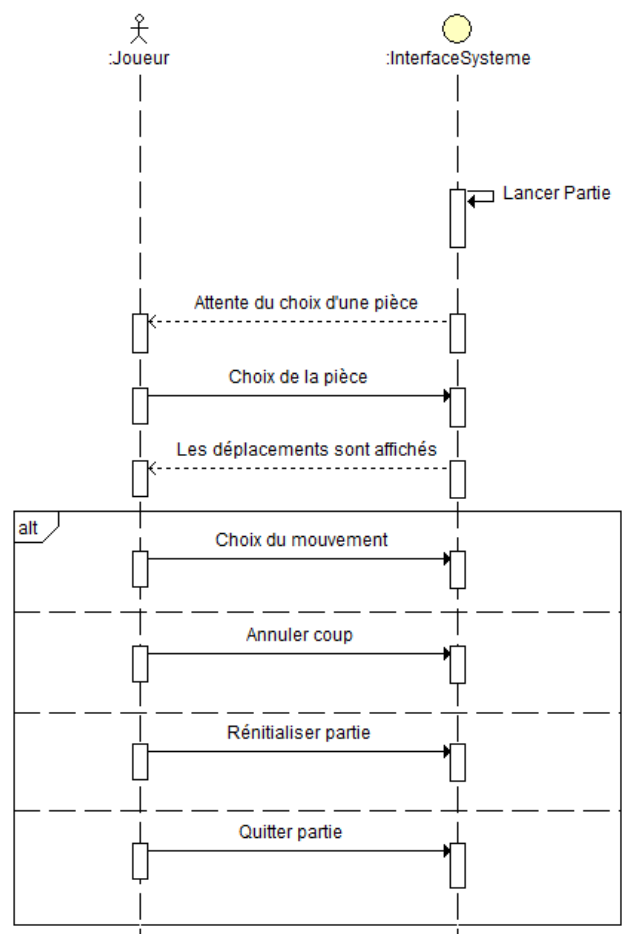 :Joueur
:InterfaceSysteme
Lancer Partie
Attente du choix d'une pièce
Choix de la pièce
Les déplacements sont affichés
alt
Choix du mouvement
Annuler coup
Rénitialiser partie
Quitter partie